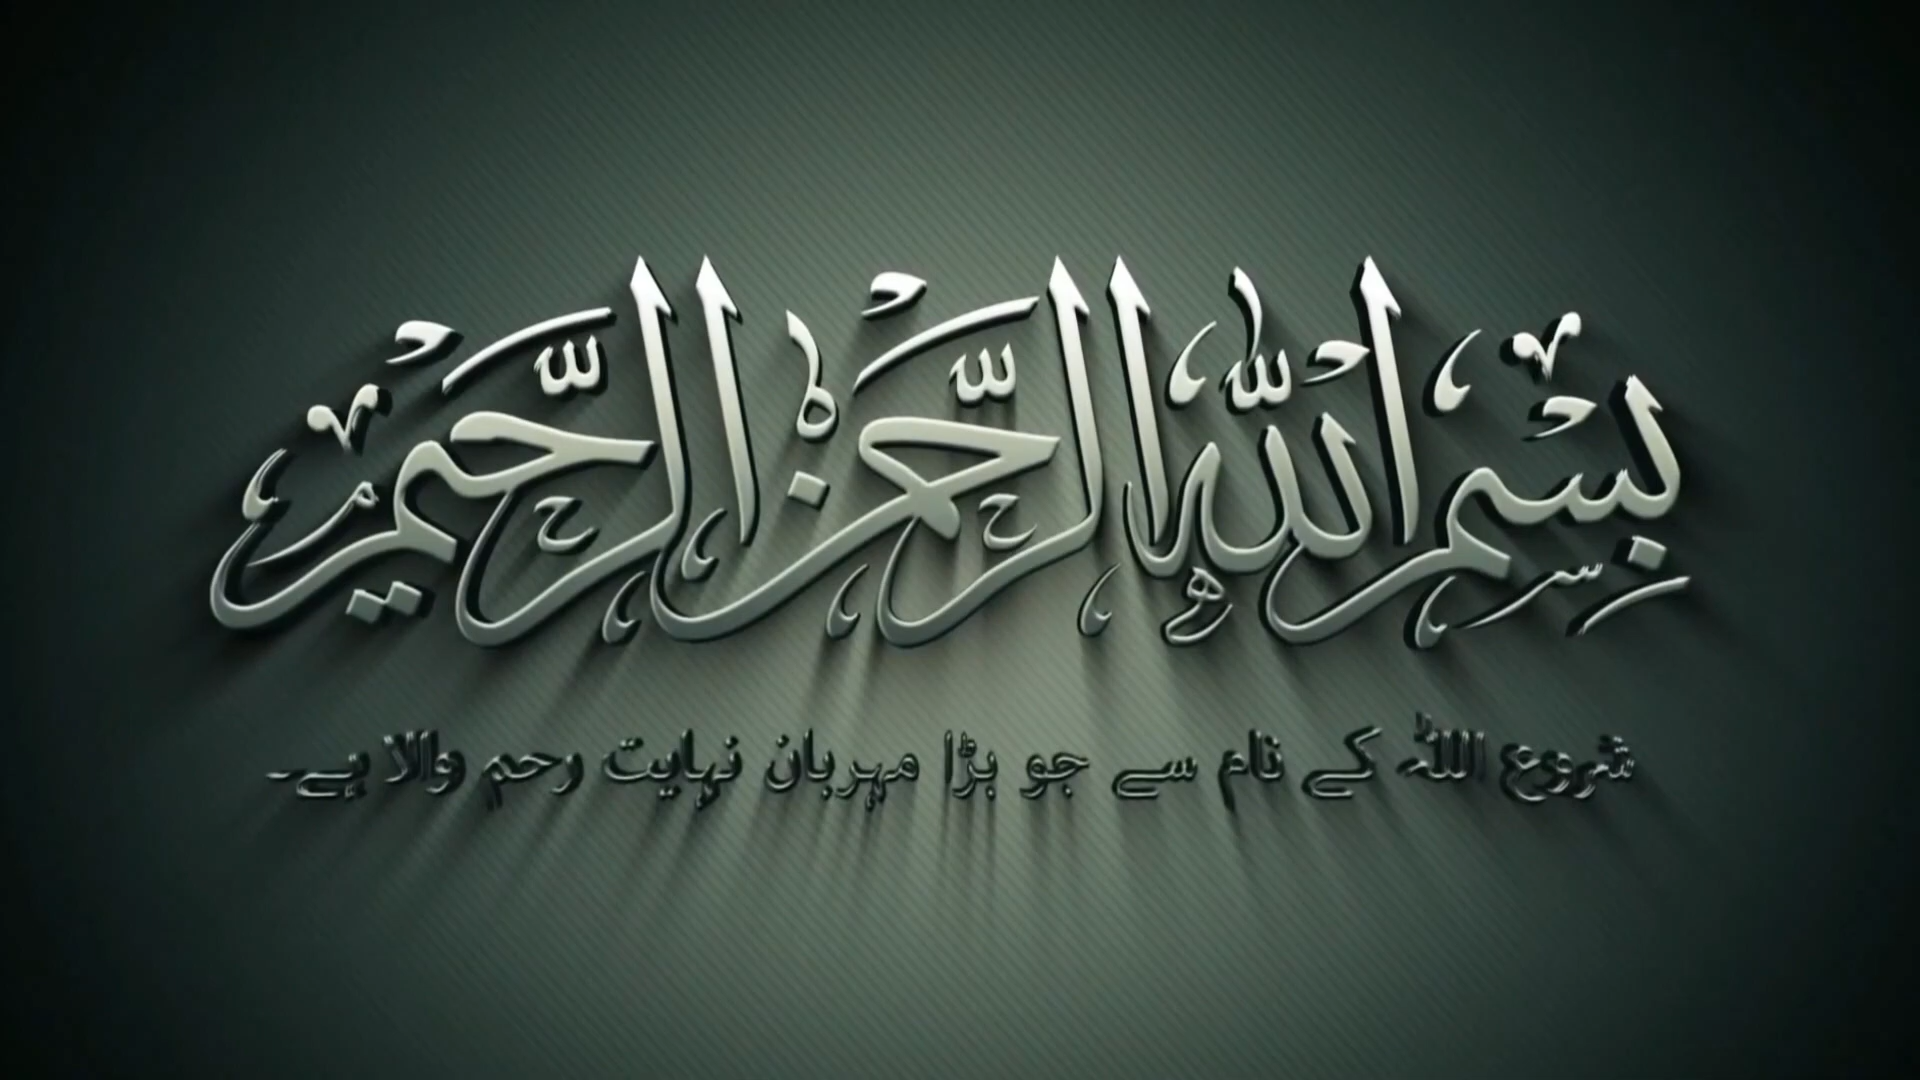 بِسْمِ اللّٰهِ الرَّحْمٰنِ الرَّحِيْمِ
شروع اللہ کے نام سے جو بڑا مہربان نہایت رحم والا ہے۔